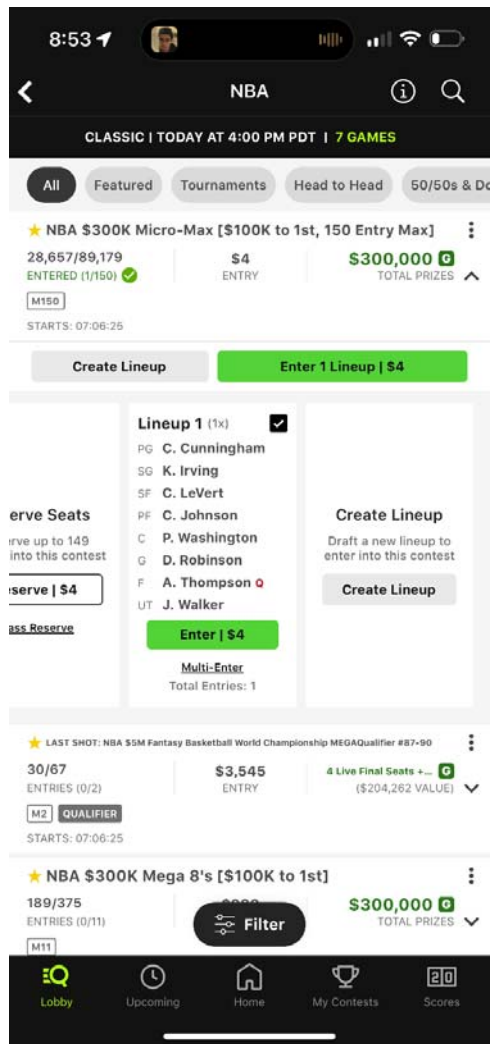 8:53
NBA
CLASSIC | TODAY AT 4:00 PM PDT | 7 GAMES
All Featured Tournaments Head to Head 50/50s & Do
NBA $300K Micro-Max [$100K to 1st, 150 Entry Max]
28,657/89,179 $4 $300,000 G
ENTERED (1/150) ENTRY TOTAL PRIZES
M150
STARTS: 07:06:25
Create Lineup Enter 1 Lineup | $4
erve Seats
erve up to 149
into this contest
serve | $4
ass Reserve
Lineup 1 (1x)
PG C. Cunningham
SG K. Irving
SF C. LeVert
PF C. Johnson
C P. Washington
G D. Robinson
F A. Thompson Q
UT J. Walker
Enter | $4
Multi-Enter
Total Entries: 1
Create Lineup
Draft a new lineup to
enter into this contest
Create Lineup
LAST SHOT: NBA $5M Fantasy Basketball World Championship MEGAQualifier #87-90
30/67 $3,545 4 Live Final Seats +... G
ENTRIES (0/2) ENTRY ($204,262 VALUE)
M2 QUALIFIER
STARTS: 07:06:25
NBA $300K Mega 8's [$100K to 1st]
189/375 $300,000 G
ENTRIES (0/11) TOTAL PRIZES
Filter
M11
Lobby Upcoming Home My Contests Scores